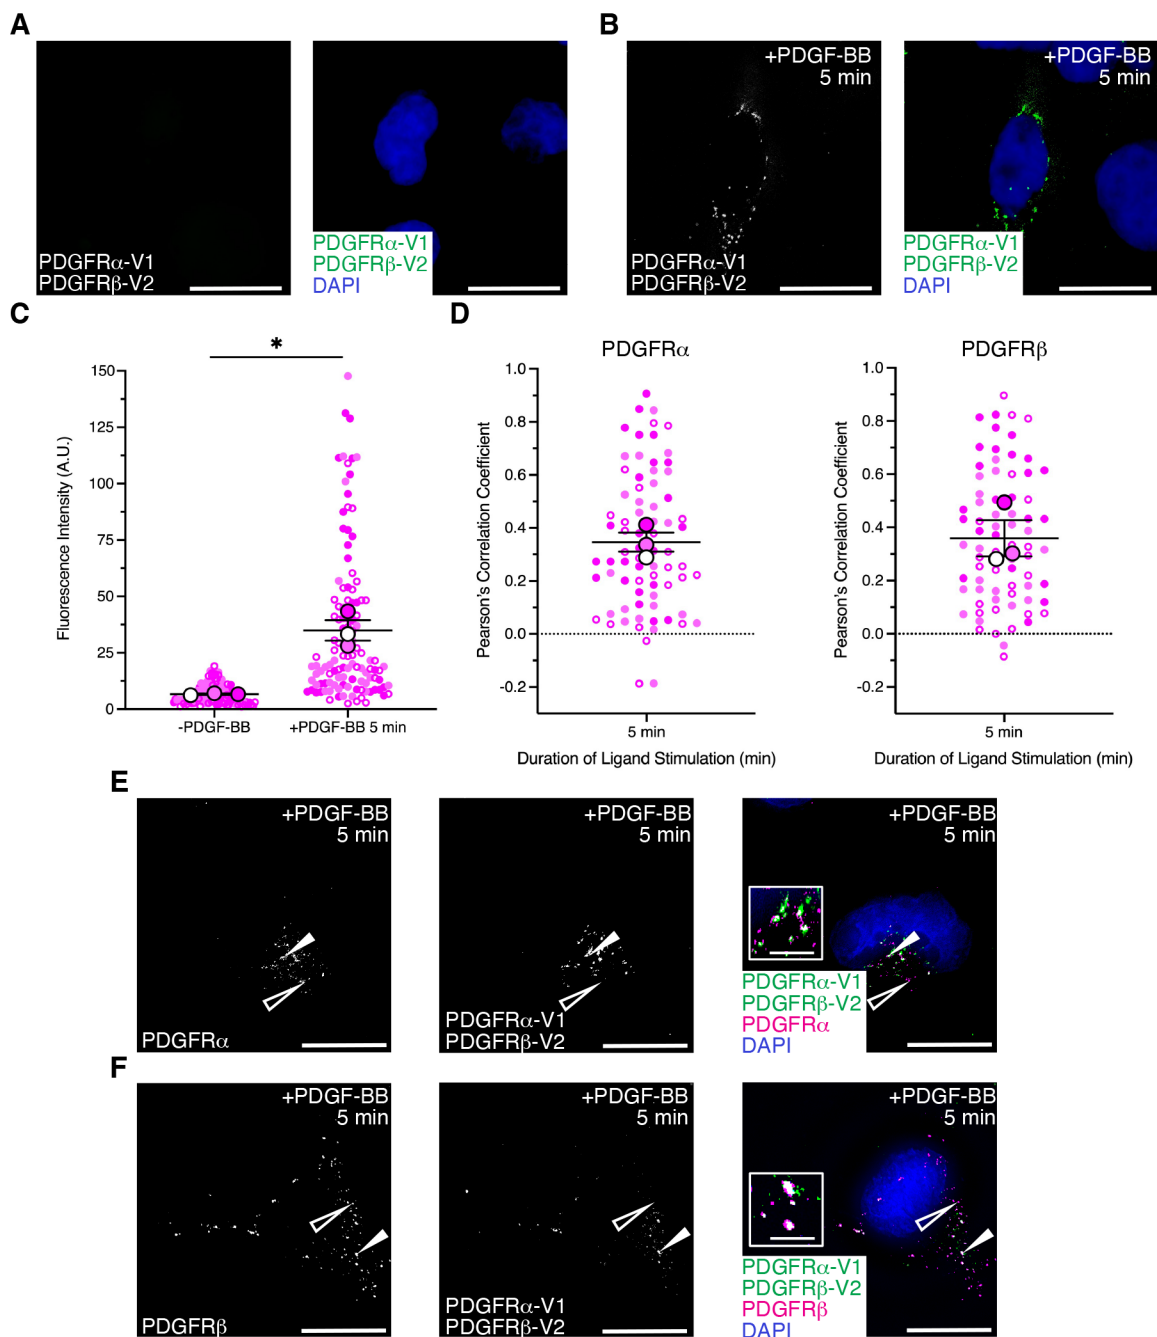 A
PDGFRα-V1
PDGFRβ-V2
PDGFRα-V1
PDGFRβ-V2
DAPI
B
+PDGF-BB
5 min
PDGFRα-V1
PDGFRβ-V2
+PDGF-BB
5 min
PDGFRα-V1
PDGFRβ-V2
DAPI
C
*
Fluorescence Intensity (A.U.)
150
125
100
75
50
25
0
-PDGF-BB
+PDGF-BB 5 min
D
PDGFRα
Pearson's Correlation Coefficient
1.0
0.8
0.6
0.4
0.2
0.0
-0.2
5 min
Duration of Ligand Stimulation (min)
PDGFRβ
Pearson's Correlation Coefficient
1.0
0.8
0.6
0.4
0.2
0.0
-0.2
5 min
Duration of Ligand Stimulation (min)
E
+PDGF-BB
5 min
PDGFRα
+PDGF-BB
5 min
PDGFRα-V1
PDGFRβ-V2
+PDGF-BB
5 min
PDGFRα-V1
PDGFRβ-V2
PDGFRα
DAPI
F
+PDGF-BB
5 min
PDGFRβ
+PDGF-BB
5 min
PDGFRα-V1
PDGFRβ-V2
+PDGF-BB
5 min
PDGFRα-V1
PDGFRβ-V2
PDGFRβ
DAPI